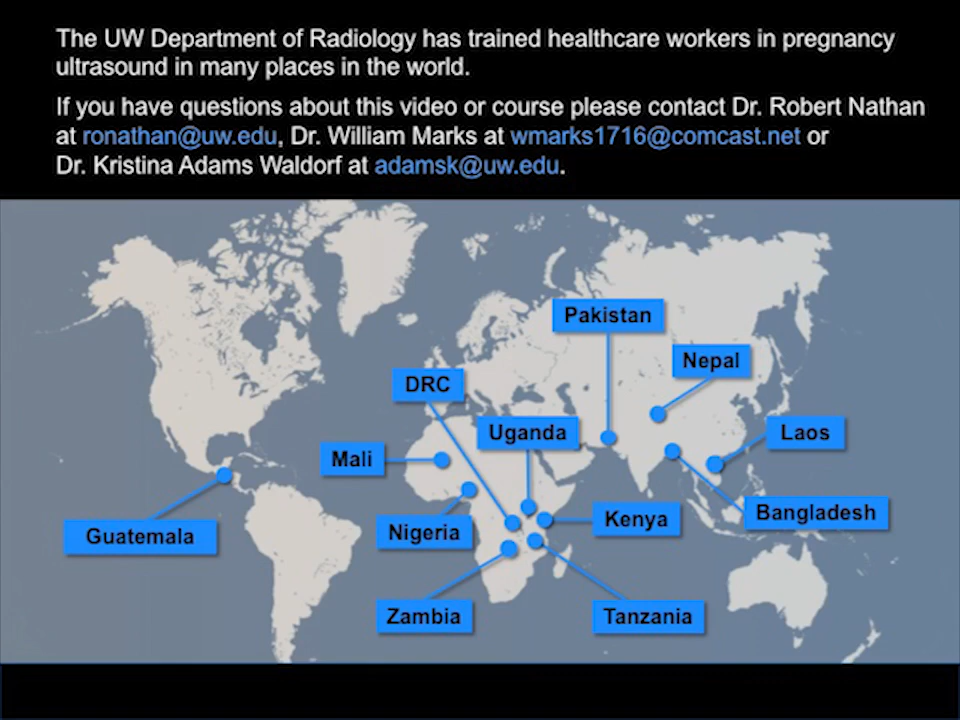 The UW Department of Radiology has trained healthcare workers in pregnancy
ultrasound in many places in the world.
If you have questions about this video or course please contact Dr. Robert Nathan
at ronathan@uw.edu, Dr. William Marks at wmarks1716@comcast.net or
Dr. Kristina Adams Waldorf at adamsk@uw.edu.
Pakistan
Nepal
DRC
Uganda
Laos
Mali
Bangladesh
Kenya
Nigeria
Guatemala
Zambia
Tanzania